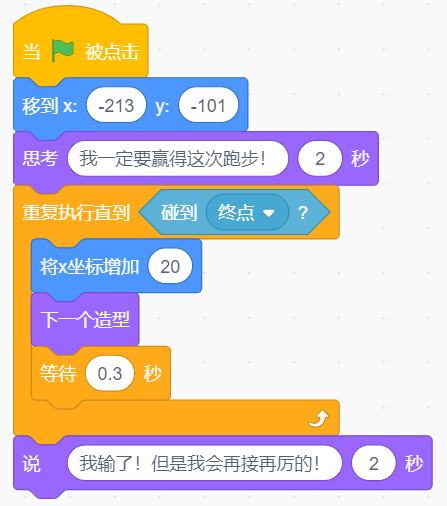 当 被点击
移到 x: -213 y: -101
思考 我一定要赢得这次跑步! 2 秒
重复执行直到 碰到 终点 ?
将x坐标增加 20
下一个造型
等待 0.3 秒
说 我输了!但是我会再接再厉的! 2 秒